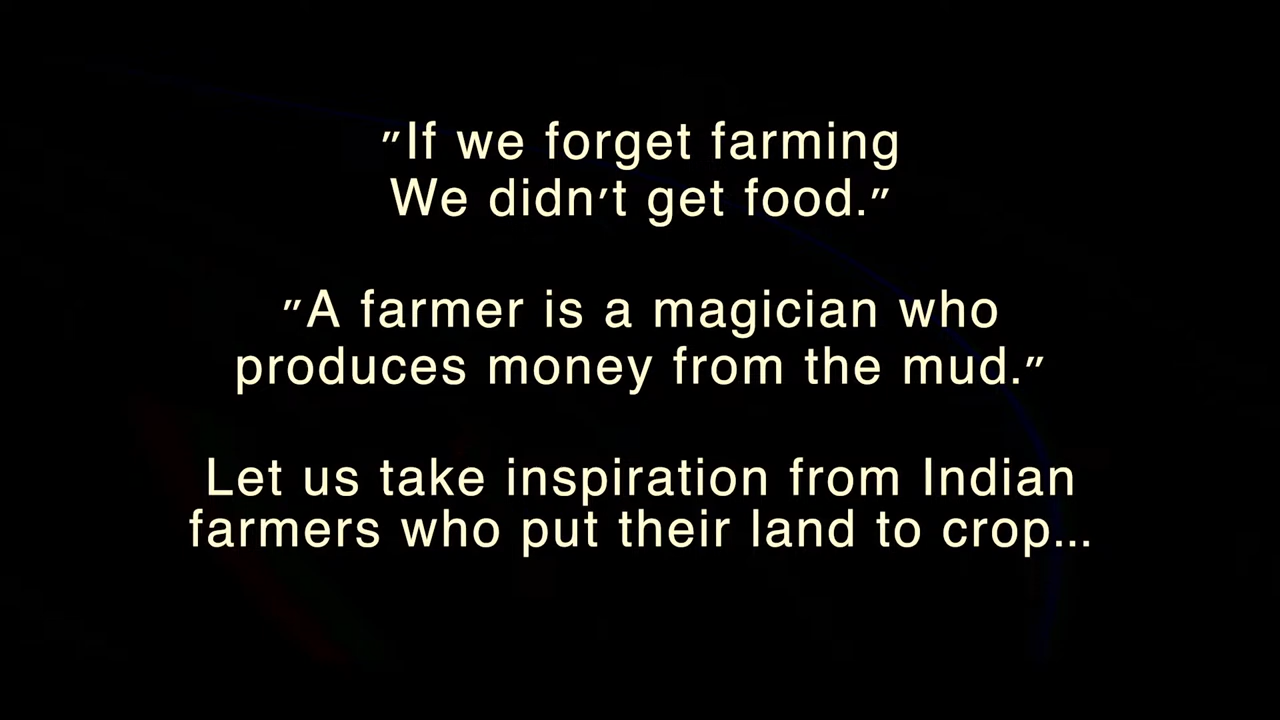 "If we forget farming
We didn't get food."
"A farmer is a magician who
produces money from the mud."
Let us take inspiration from Indian
farmers who put their land to crop...